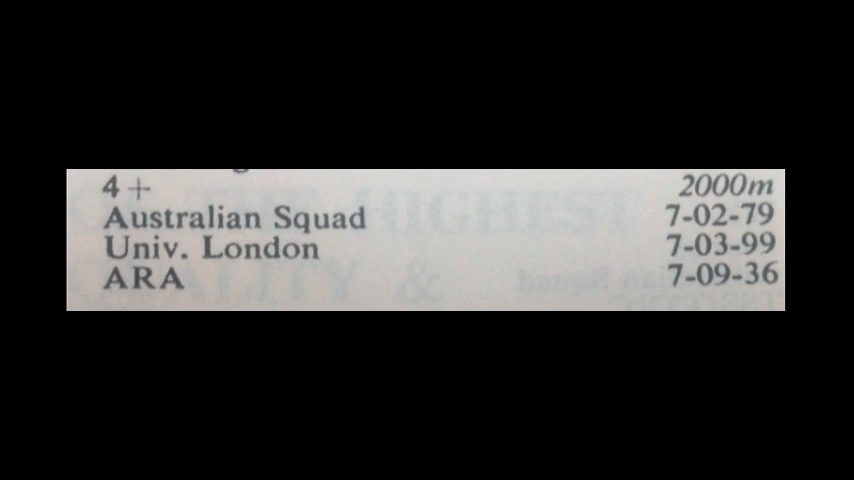 4+ 2000m
Australian Squad 7-02-79
Univ. London 7-03-99
ARA 7-09-36